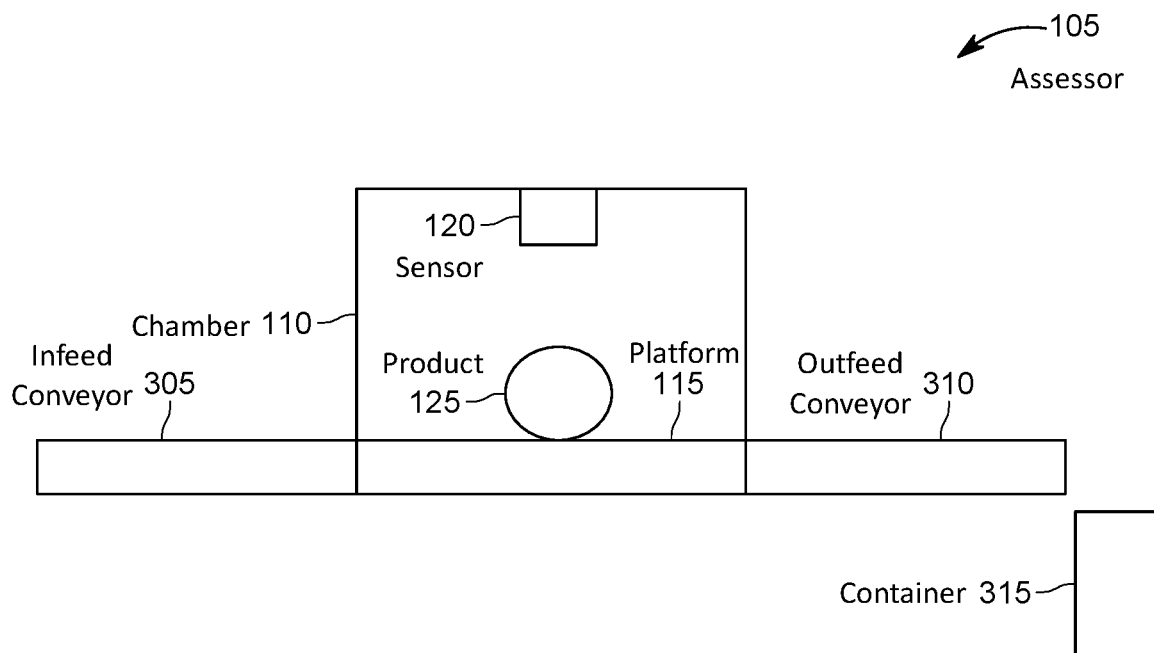 105
Assessor
120
Sensor
Chamber 110
Infeed
Conveyor 305
Product
125
Platform
115
Outfeed
Conveyor 310
Container 315